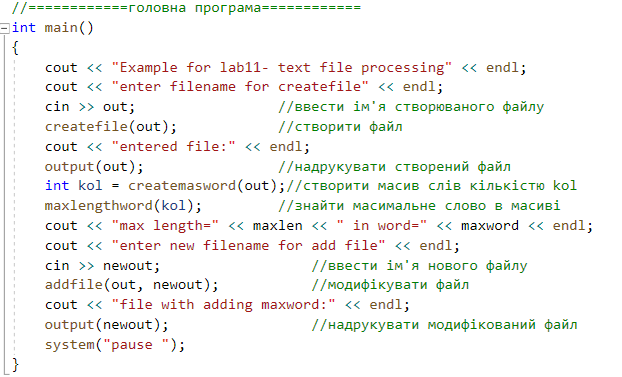 //============головна програма============
int main()
{
cout << "Example for lab11- text file processing" << endl;
cout << "enter filename for createfile" << endl;
cin >> out; //ввести ім'я створюваного файлу
createfile(out); //створити файл
cout << "entered file:" << endl;
output(out); //надрукувати створений файл
int kol = createmasword(out);//створити масив слів кількістю kol
maxlengthword(kol); //знайти масимальне слово в масиві
cout << "max length=" << maxlen << " in word=" << maxword << endl;
cout << "enter new filename for add file" << endl;
cin >> newout; //ввести ім'я нового файлу
addfile(out, newout); //модифікувати файл
cout << "file with adding maxword:" << endl;
output(newout); //надрукувати модифікований файл
system("pause ");
}